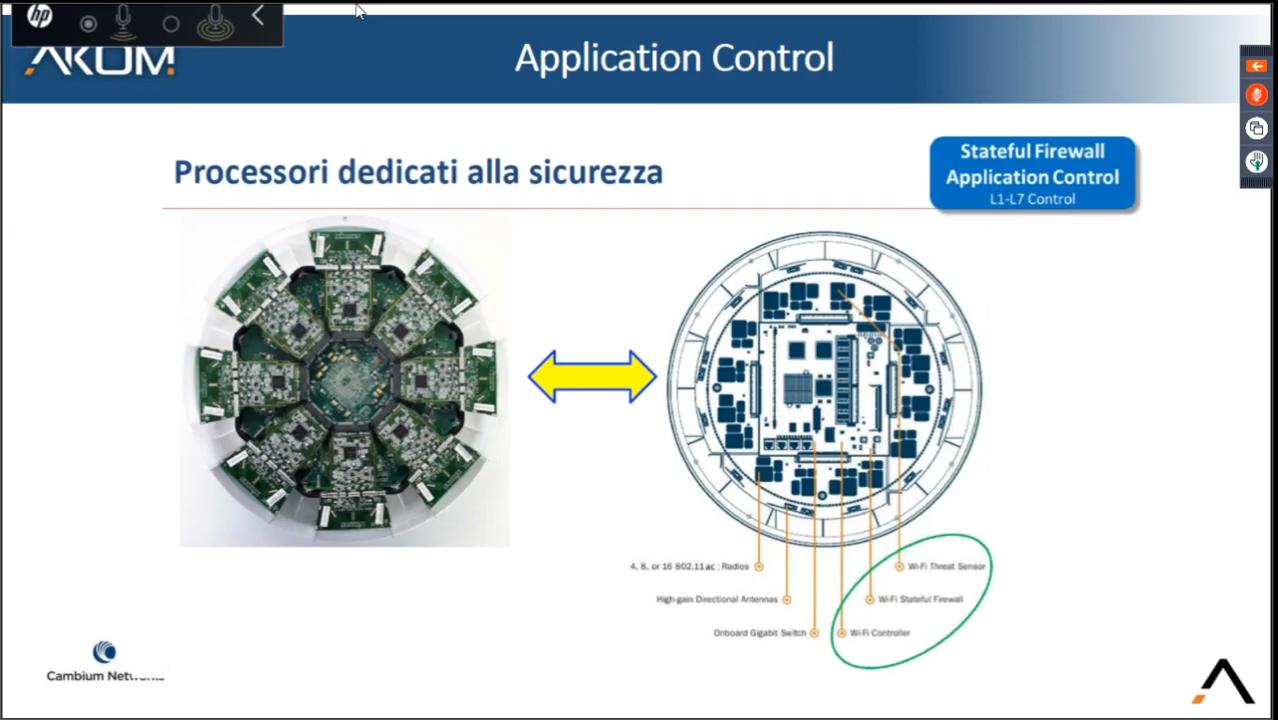 hp
AKOM
Application Control
Processori dedicati alla sicurezza
Stateful Firewall
Application Control
L1-L7 Control
4, 8, or 16 802.11ac ; Radios
Wi-Fi Threat Sensor
High-gain Directional Antennas
Wi-Fi Stateful Firewall
Onboard Gigabit Switch
Wi-Fi Controller
Cambium Networks